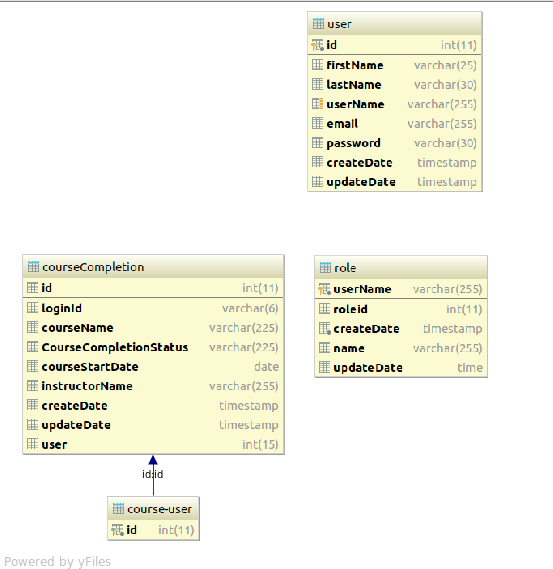 user
id int(11)
firstName varchar(25)
lastName varchar(30)
userName varchar(255)
email varchar(255)
password varchar(30)
createDate timestamp
updateDate timestamp
courseCompletion
id int(11)
loginId varchar(6)
courseName varchar(225)
CourseCompletionStatus varchar(225)
courseStartDate date
instructorName varchar(255)
createDate timestamp
updateDate timestamp
user int(15)
role
userName varchar(255)
roleid int(11)
createDate timestamp
name varchar(255)
updateDate time
id:id
course-user
id int(11)
Powered by yFiles